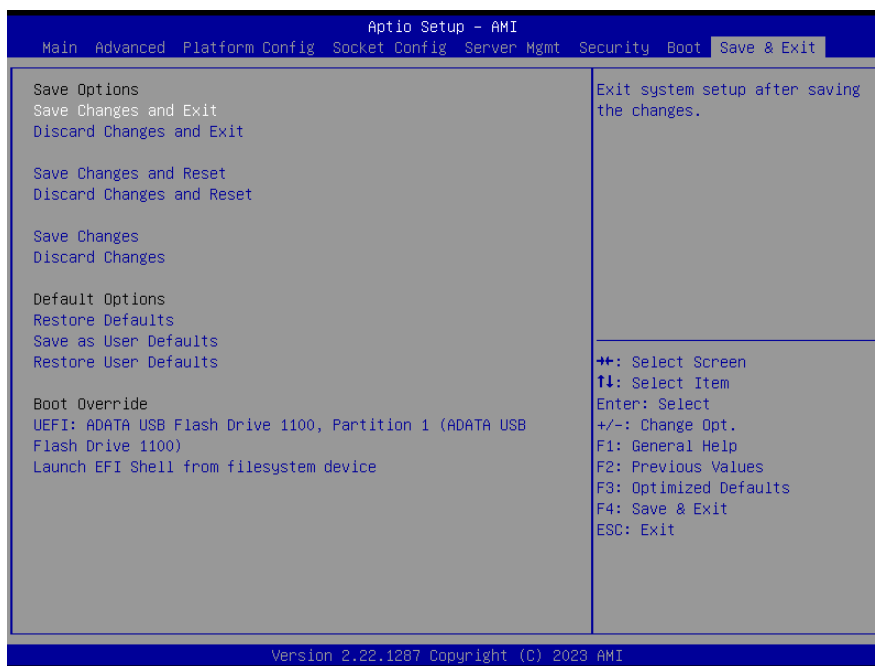 Aptio Setup – AMI
Main Advanced Platform Config Socket Config Server Mgmt Security Boot Save & Exit
Save Options
Save Changes and Exit
Discard Changes and Exit
Save Changes and Reset
Discard Changes and Reset
Save Changes
Discard Changes
Default Options
Restore Defaults
Save as User Defaults
Restore User Defaults
Boot Override
UEFI: ADATA USB Flash Drive 1100, Partition 1 (ADATA USB
Flash Drive 1100)
Launch EFI Shell from filesystem device
Exit system setup after saving
the changes.
→←: Select Screen
↑↓: Select Item
Enter: Select
+/-: Change Opt.
F1: General Help
F2: Previous Values
F3: Optimized Defaults
F4: Save & Exit
ESC: Exit
Version 2.22.1287 Copyright (C) 2023 AMI